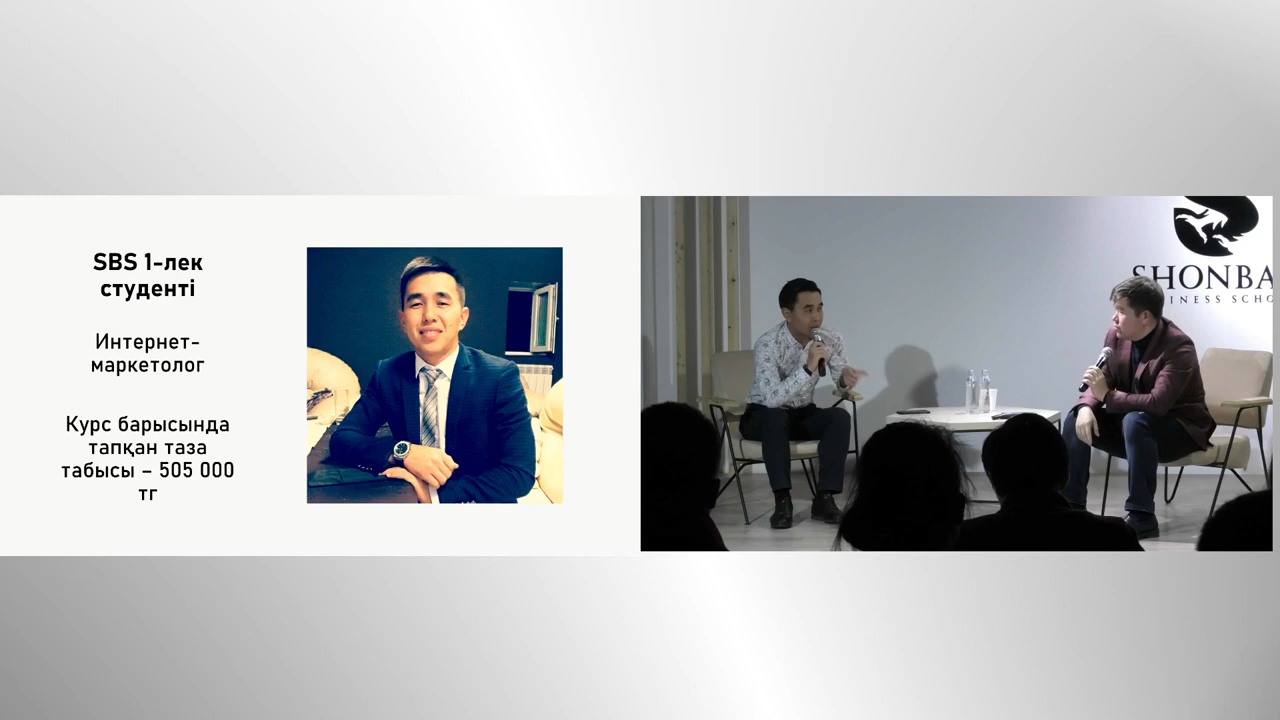 SBS 1-лек
студенті
Интернет-
маркетолог
Курс барысында
тапқан таза
табысы – 505 000
тг
SHONBA
INESS SCHO